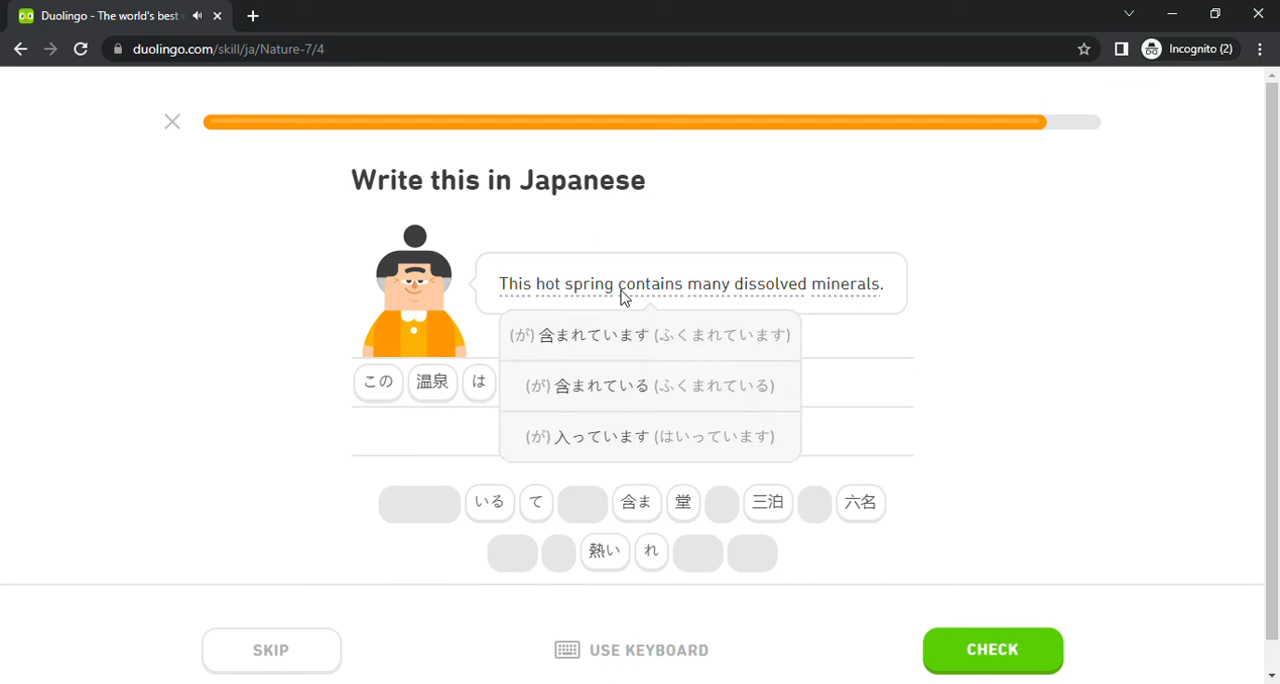 Duolingo - The world's best
duolingo.com/skill/ja/Nature-7/4
Incognito (2)
Write this in Japanese
This hot spring contains many dissolved minerals.
(が) 含まれています (ふくまれています)
(が) 含まれている (ふくまれている)
(が) 入っています (はいっています)
この 温泉 は
いる て 含ま 堂 三泊 六名
熱い れ
SKIP
USE KEYBOARD
CHECK